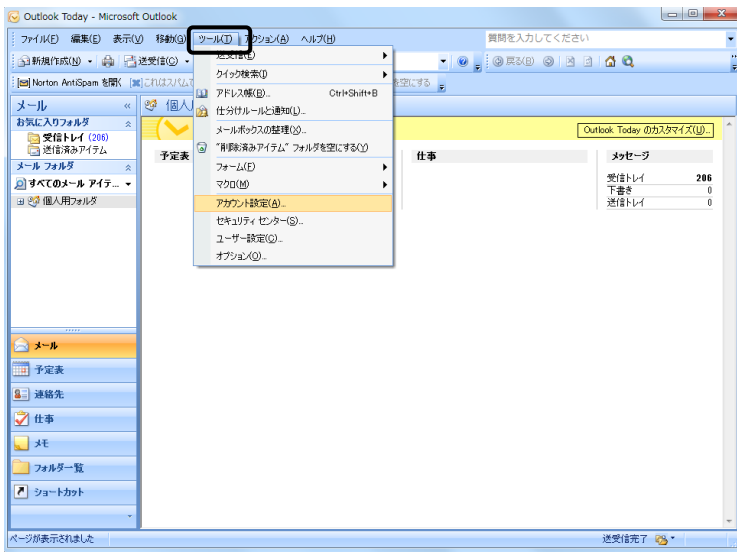 Outlook Today - Microsoft Outlook
ファイル(F) 編集(E) 表示(V) 移動(G) ツール(T) アクション(A) ヘルプ(H) 質問を入力してください
新規作成(N) 送受信(C) 戻る(B)
Norton AntiSpam を開く これはスパム を空にする
メール «
お気に入りフォルダ
受信トレイ (206)
送信済みアイテム
メール フォルダ
すべてのメール アイテ...
個人用フォルダ
送受信(E)
クイック検索(I)
アドレス帳(B)... Ctrl+Shift+B
仕分けルールと通知(L)...
メールボックスの整理(X)...
"削除済みアイテム" フォルダを空にする(Y)
フォーム(F)
マクロ(M)
アカウント設定(A)...
セキュリティ センター(S)...
ユーザー設定(C)...
オプション(O)...
個人
Outlook Today のカスタマイズ(U)...
予定表 仕事 メッセージ
受信トレイ 206
下書き 0
送信トレイ 0
メール
予定表
連絡先
仕事
メモ
フォルダ一覧
ショートカット
ページが表示されました 送受信完了